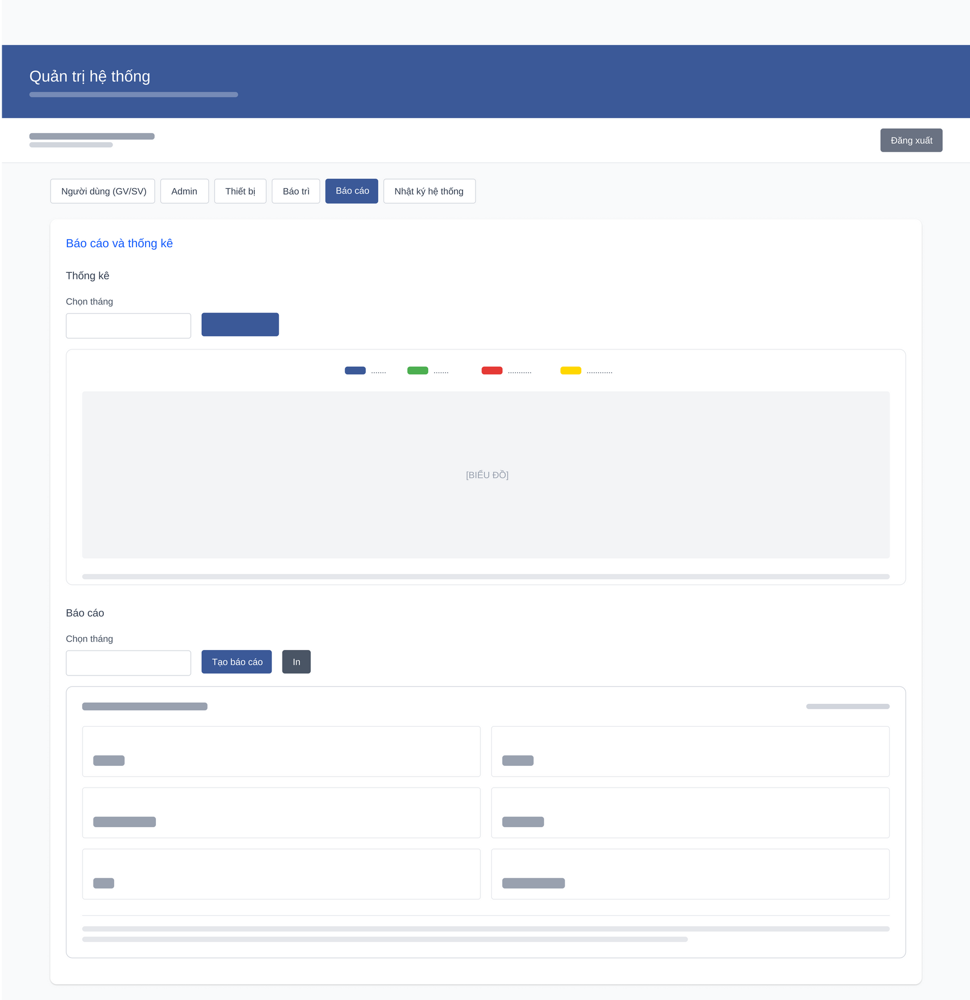 Quản trị hệ thống
Đăng xuất
Người dùng (GV/SV) Admin Thiết bị Báo trì Báo cáo Nhật ký hệ thống
Báo cáo và thống kê
Thống kê
Chọn tháng
....... ....... ........... ............
[BIỂU ĐỒ]
Báo cáo
Chọn tháng
Tạo báo cáo In